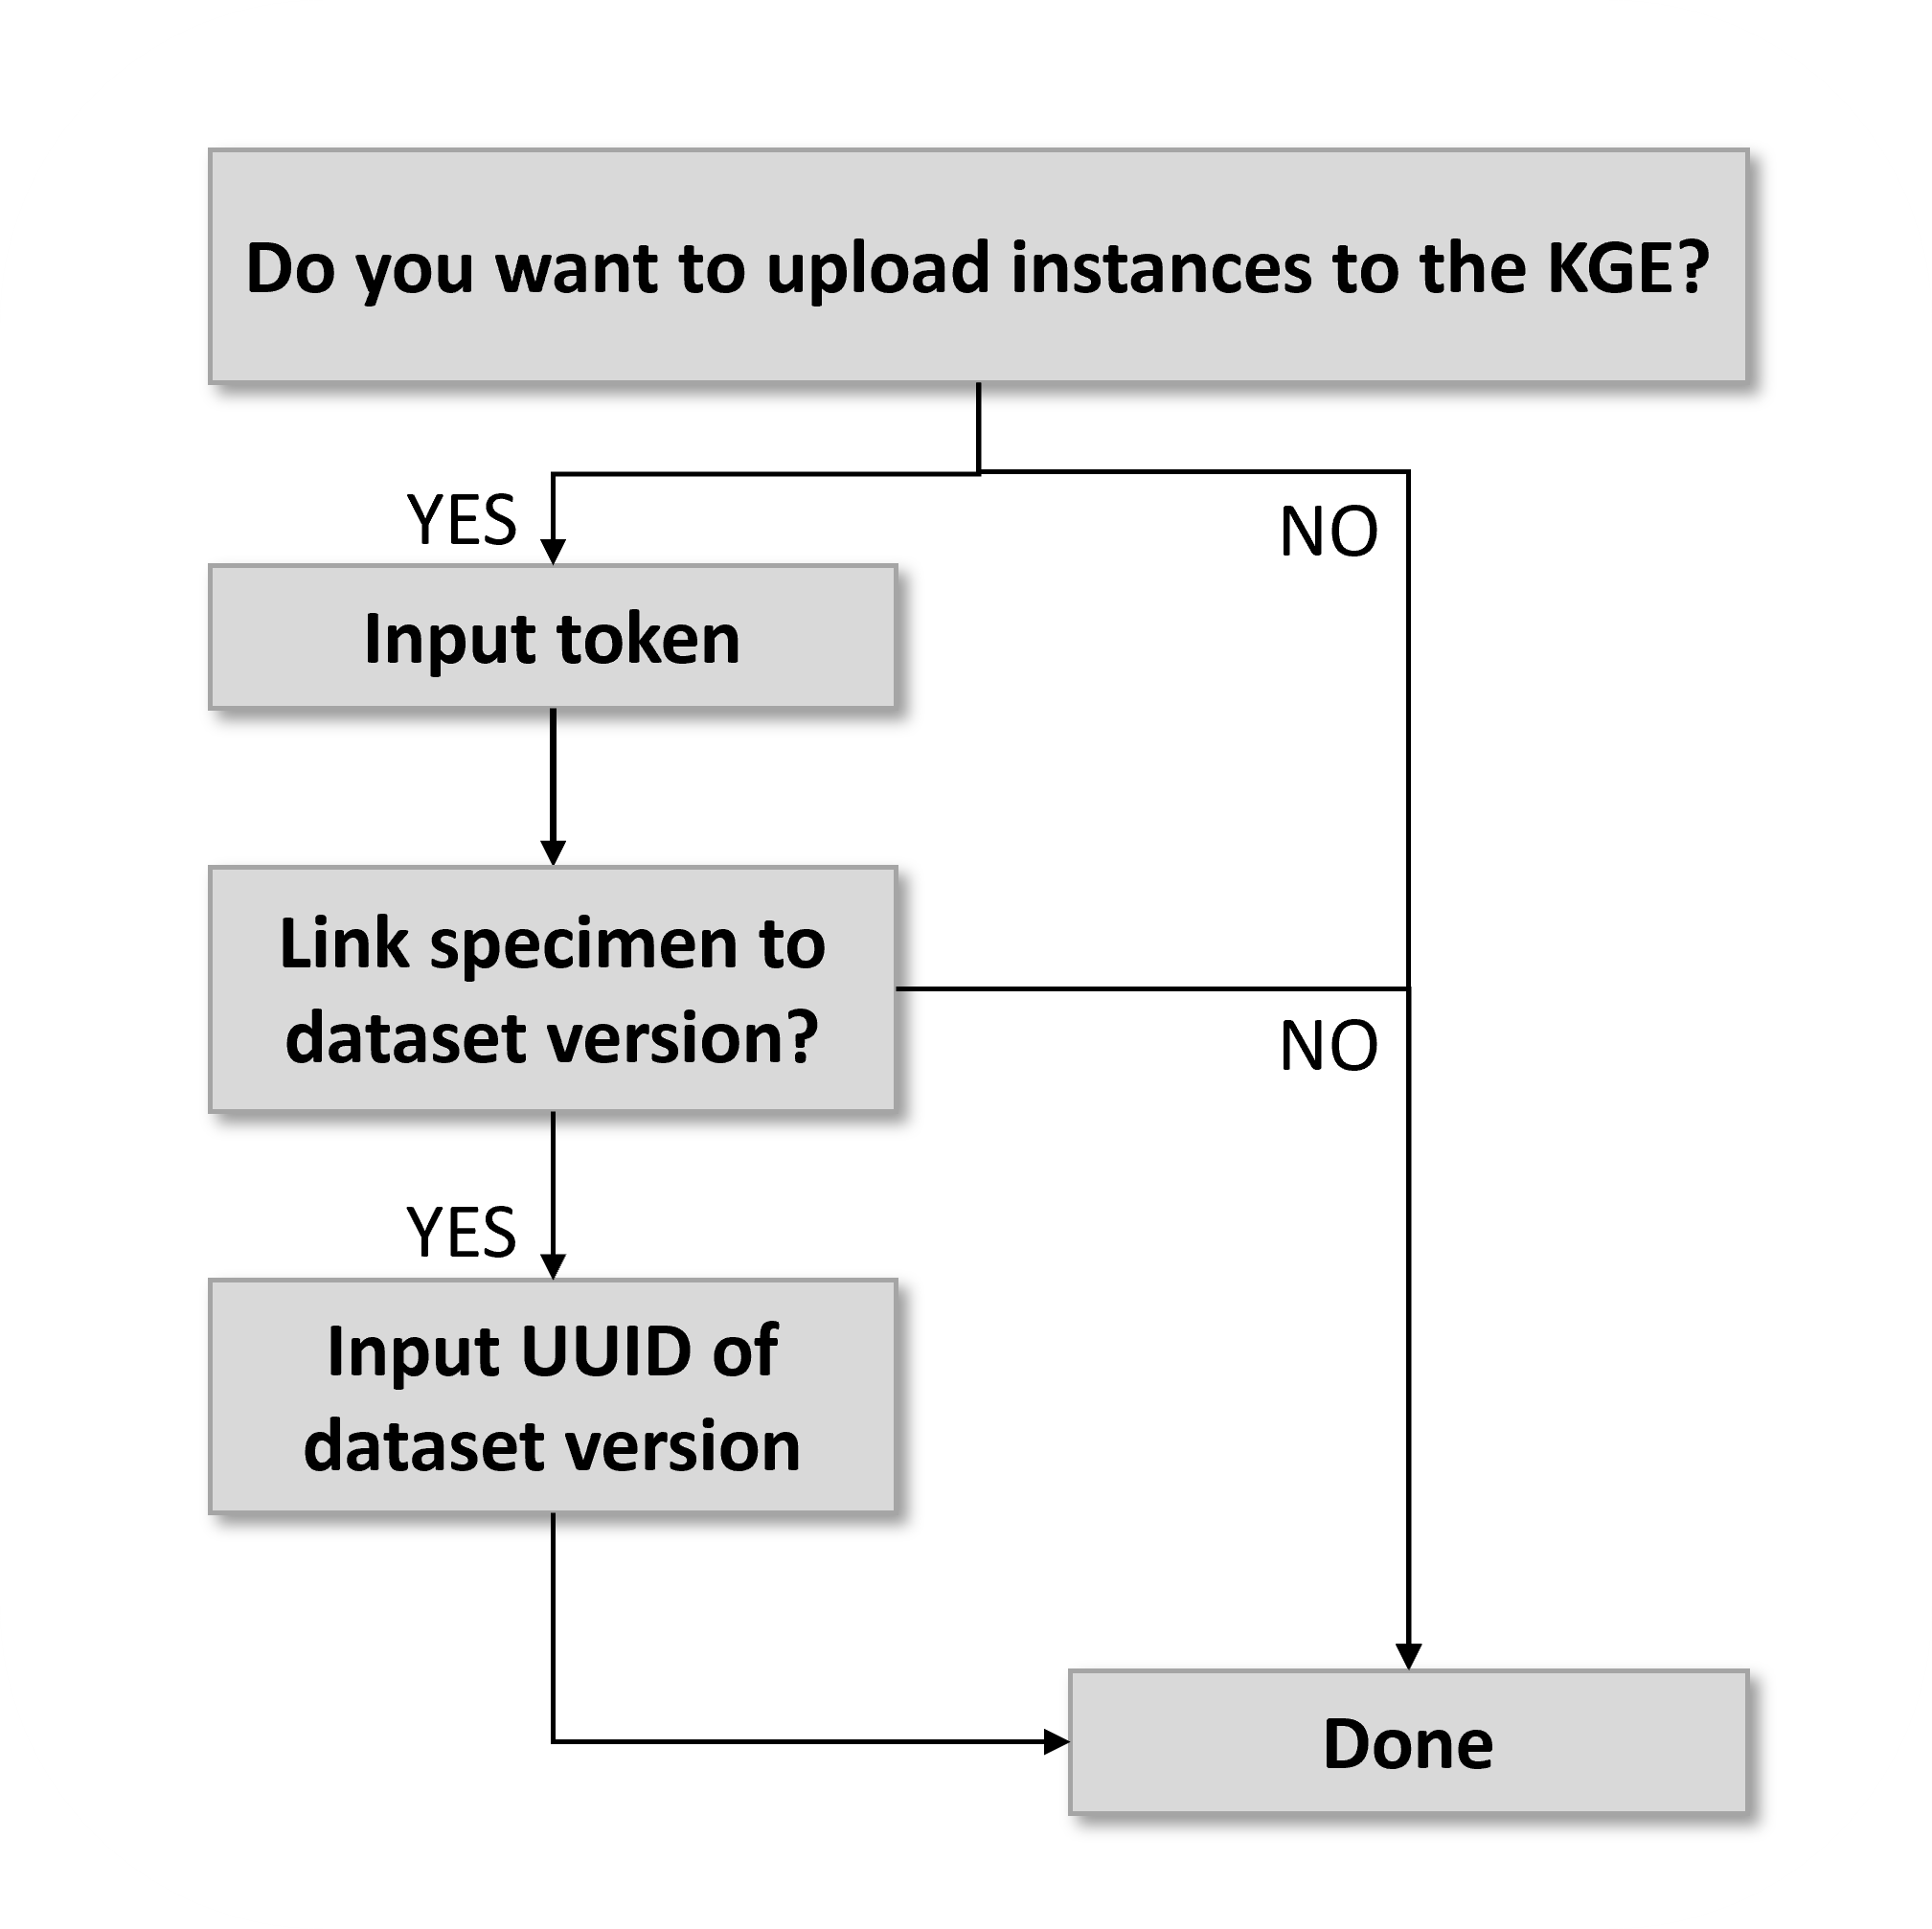 Do you want to upload instances to the KGE?
YES
NO
Input token
Link specimen to
dataset version?
NO
YES
Input UUID of
dataset version
Done